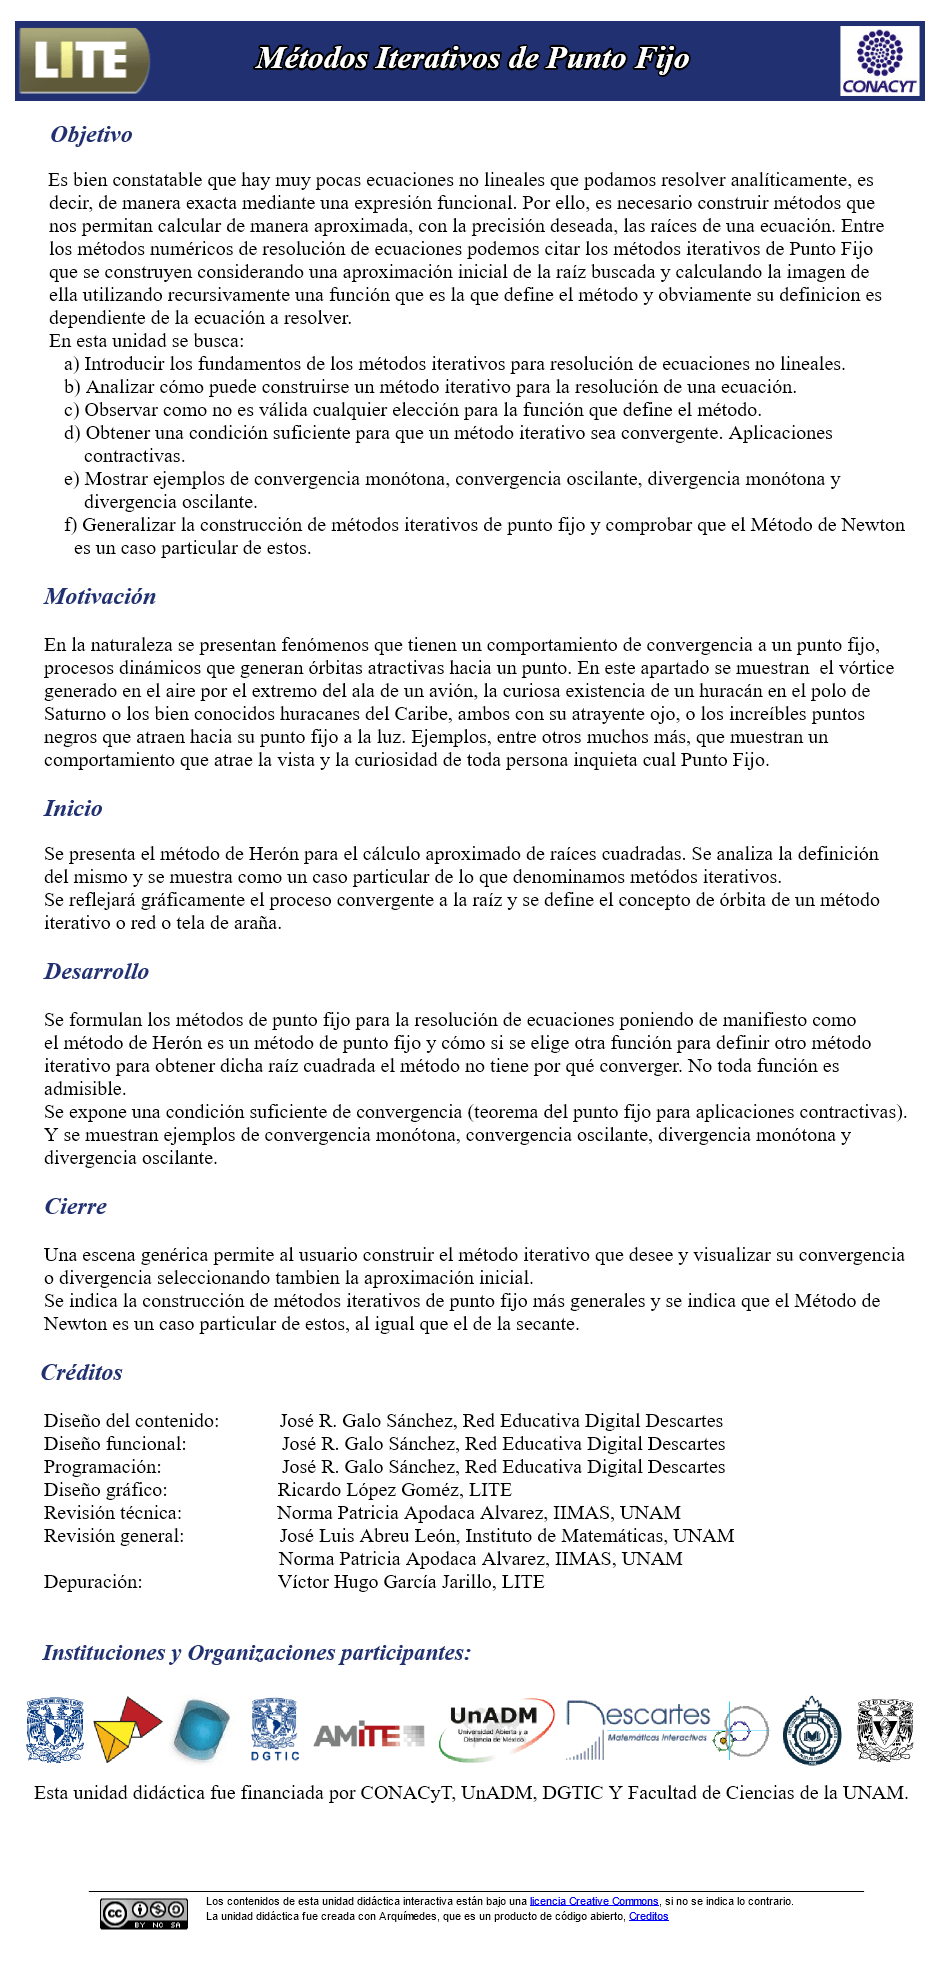 LITE
Métodos Iterativos de Punto Fijo
CONACYT
Objetivo
Es bien constatable que hay muy pocas ecuaciones no lineales que podamos resolver analíticamente, es
decir, de manera exacta mediante una expresión funcional. Por ello, es necesario construir métodos que
nos permitan calcular de manera aproximada, con la precisión deseada, las raíces de una ecuación. Entre
los métodos numéricos de resolución de ecuaciones podemos citar los métodos iterativos de Punto Fijo
que se construyen considerando una aproximación inicial de la raíz buscada y calculando la imagen de
ella utilizando recursivamente una función que es la que define el método y obviamente su definicion es
dependiente de la ecuación a resolver.
En esta unidad se busca:
a) Introducir los fundamentos de los métodos iterativos para resolución de ecuaciones no lineales.
b) Analizar cómo puede construirse un método iterativo para la resolución de una ecuación.
c) Observar como no es válida cualquier elección para la función que define el método.
d) Obtener una condición suficiente para que un método iterativo sea convergente. Aplicaciones
contractivas.
e) Mostrar ejemplos de convergencia monótona, convergencia oscilante, divergencia monótona y
divergencia oscilante.
f) Generalizar la construcción de métodos iterativos de punto fijo y comprobar que el Método de Newton
es un caso particular de estos.
Motivación
En la naturaleza se presentan fenómenos que tienen un comportamiento de convergencia a un punto fijo,
procesos dinámicos que generan órbitas atractivas hacia un punto. En este apartado se muestran  el vórtice
generado en el aire por el extremo del ala de un avión, la curiosa existencia de un huracán en el polo de
Saturno o los bien conocidos huracanes del Caribe, ambos con su atrayente ojo, o los increíbles puntos
negros que atraen hacia su punto fijo a la luz. Ejemplos, entre otros muchos más, que muestran un
comportamiento que atrae la vista y la curiosidad de toda persona inquieta cual Punto Fijo.
Inicio
Se presenta el método de Herón para el cálculo aproximado de raíces cuadradas. Se analiza la definición
del mismo y se muestra como un caso particular de lo que denominamos metódos iterativos.
Se reflejará gráficamente el proceso convergente a la raíz y se define el concepto de órbita de un método
iterativo o red o tela de araña.
Desarrollo
Se formulan los métodos de punto fijo para la resolución de ecuaciones poniendo de manifiesto como
el método de Herón es un método de punto fijo y cómo si se elige otra función para definir otro método
iterativo para obtener dicha raíz cuadrada el método no tiene por qué converger. No toda función es
admisible.
Se expone una condición suficiente de convergencia (teorema del punto fijo para aplicaciones contractivas).
Y se muestran ejemplos de convergencia monótona, convergencia oscilante, divergencia monótona y
divergencia oscilante.
Cierre
Una escena genérica permite al usuario construir el método iterativo que desee y visualizar su convergencia
o divergencia seleccionando tambien la aproximación inicial.
Se indica la construcción de métodos iterativos de punto fijo más generales y se indica que el Método de
Newton es un caso particular de estos, al igual que el de la secante.
Créditos
Diseño del contenido: José R. Galo Sánchez, Red Educativa Digital Descartes
Diseño funcional: José R. Galo Sánchez, Red Educativa Digital Descartes
Programación: José R. Galo Sánchez, Red Educativa Digital Descartes
Diseño gráfico: Ricardo López Goméz, LITE
Revisión técnica: Norma Patricia Apodaca Alvarez, IIMAS, UNAM
Revisión general: José Luis Abreu León, Instituto de Matemáticas, UNAM
Norma Patricia Apodaca Alvarez, IIMAS, UNAM
Depuración: Víctor Hugo García Jarillo, LITE
Instituciones y Organizaciones participantes:
DGTIC
AMITE
UnADM
Universidad Abierta y a
Distancia de México
Descartes
Matemáticas Interactivas
CIENCIAS
Esta unidad didáctica fue financiada por CONACyT, UnADM, DGTIC Y Facultad de Ciencias de la UNAM.
cc BY NC SA
Los contenidos de esta unidad didáctica interactiva están bajo una licencia Creative Commons, si no se indica lo contrario.
La unidad didáctica fue creada con Arquímedes, que es un producto de código abierto, Creditos